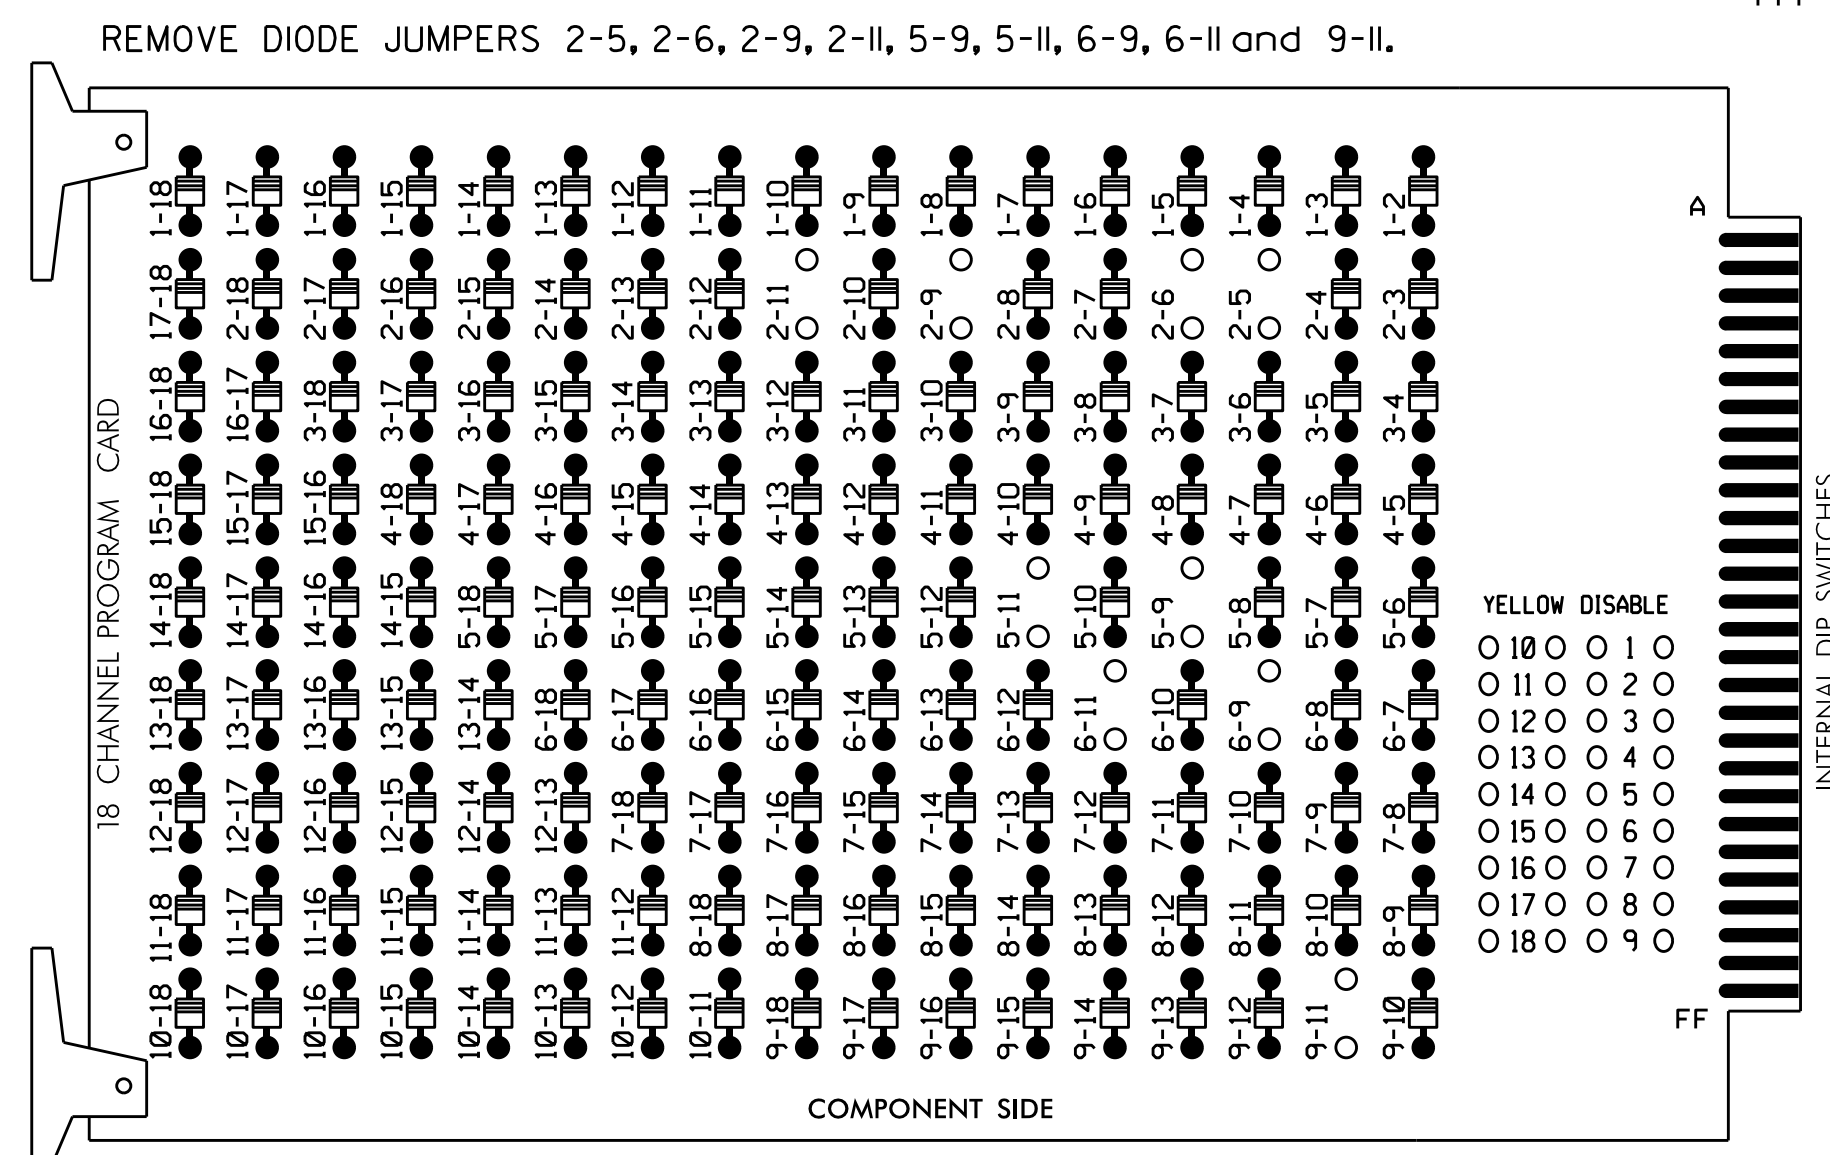 REMOVE DIODE JUMPERS 2-5, 2-6, 2-9, 2-11, 5-9, 5-11, 6-9, 6-11 and 9-11.
1-18 1-17 1-16 1-15 1-14 1-13 1-12 1-11 1-10 1-9 1-8 1-7 1-6 1-5 1-4 1-3 1-2
A
17-18 2-18 2-17 2-16 2-15 2-14 2-13 2-12 2-11 2-10 2-9 2-8 2-7 2-6 2-5 2-4 2-3
16-18 16-17 3-18 3-17 3-16 3-15 3-14 3-13 3-12 3-11 3-10 3-9 3-8 3-7 3-6 3-5 3-4
15-18 15-17 15-16 4-18 4-17 4-16 4-15 4-14 4-13 4-12 4-11 4-10 4-9 4-8 4-7 4-6 4-5
14-18 14-17 14-16 14-15 5-18 5-17 5-16 5-15 5-14 5-13 5-12 5-11 5-10 5-9 5-8 5-7 5-6
13-18 13-17 13-16 13-15 13-14 6-18 6-17 6-16 6-15 6-14 6-13 6-12 6-11 6-10 6-9 6-8 6-7
12-18 12-17 12-16 12-15 12-14 12-13 7-18 7-17 7-16 7-15 7-14 7-13 7-12 7-11 7-10 7-9 7-8
11-18 11-17 11-16 11-15 11-14 11-13 11-12 8-18 8-17 8-16 8-15 8-14 8-13 8-12 8-11 8-10 8-9
10-18 10-17 10-16 10-15 10-14 10-13 10-12 10-11 9-18 9-17 9-16 9-15 9-14 9-13 9-12 9-11 9-10
18 CHANNEL PROGRAM CARD
YELLOW DISABLE
10 1
11 2
12 3
13 4
14 5
15 6
16 7
17 8
18 9
FF
COMPONENT SIDE
INTERNAL DIP SWITCHES